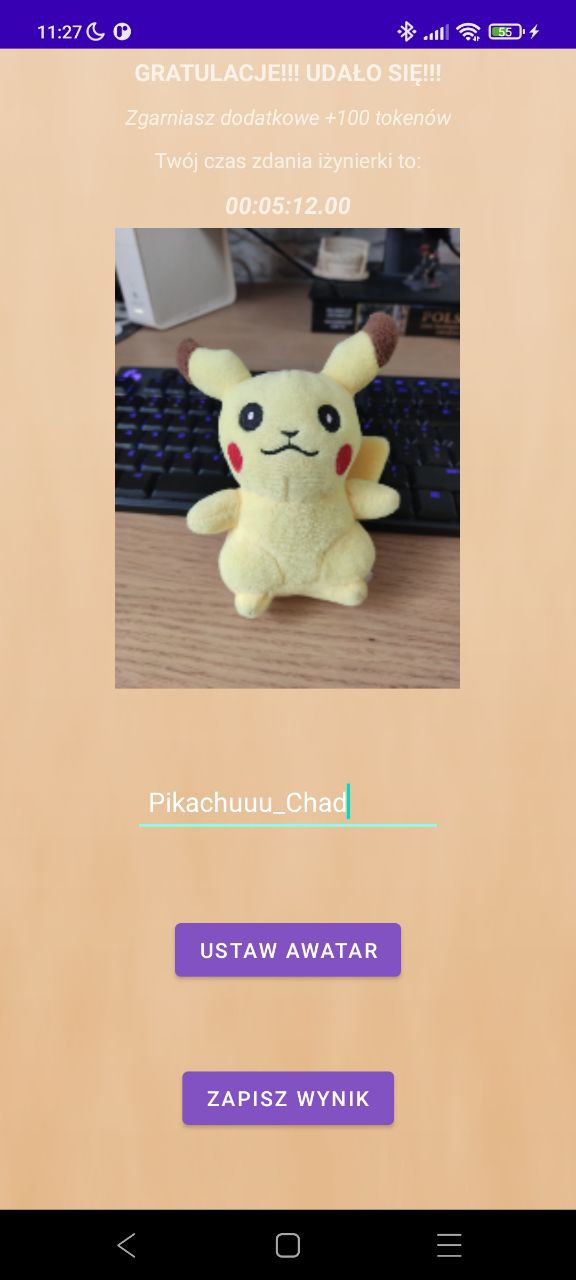 11:27
55
GRATULACJE!!! UDAŁO SIĘ!!!
Zgarniasz dodatkowe +100 tokenów
Twój czas zdania iżynierki to:
00:05:12.00
POLS
Pikachuuu_Chad
USTAW AWATAR
ZAPISZ WYNIK